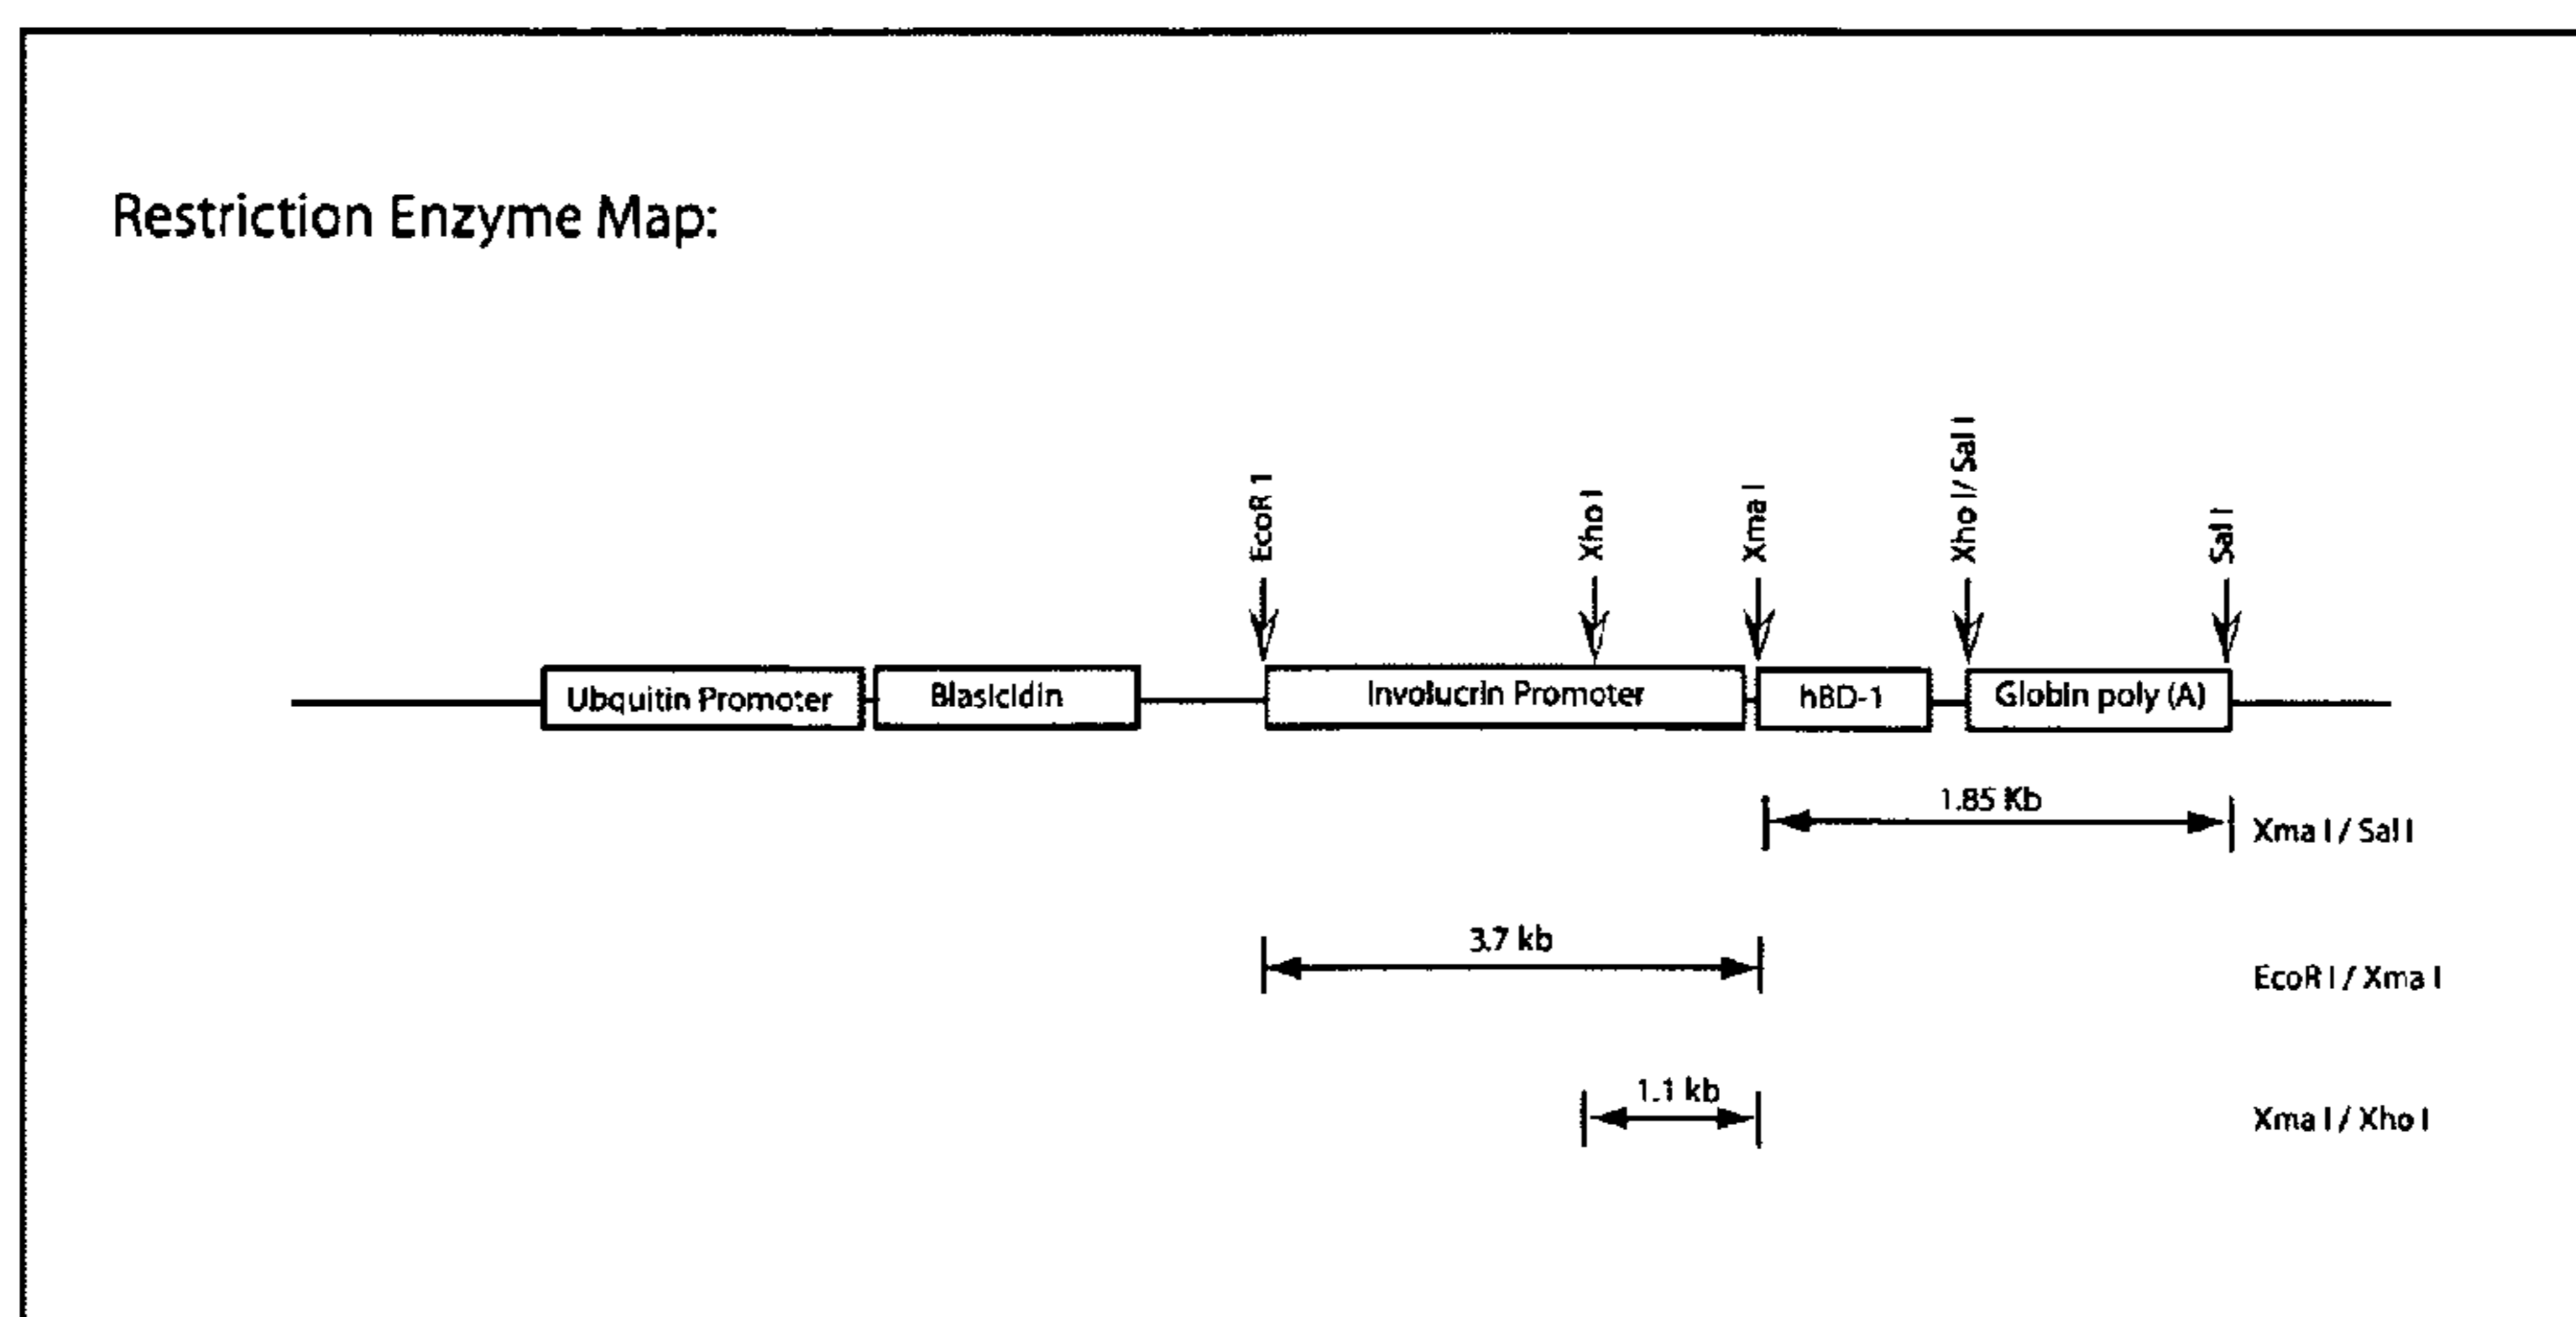 Restriction Enzyme Map:
EcoR 1
Xho I
Xma I
Xho I/ Sal I
Sal I
Ubquitin Promoter
Blasicidin
Involucrin Promoter
hBD-1
Globin poly (A)
1.85 Kb
Xma I / Sal I
3.7 kb
EcoR I / Xma I
1.1 kb
Xma I / Xho I